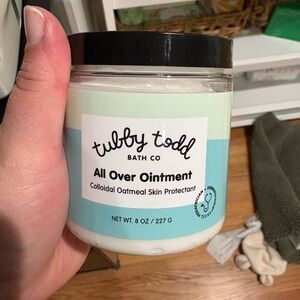 tubby todd
BATH CO
All Over Ointment
Colloidal Oatmeal Skin Protectant
NET WT. 8 OZ / 227 G